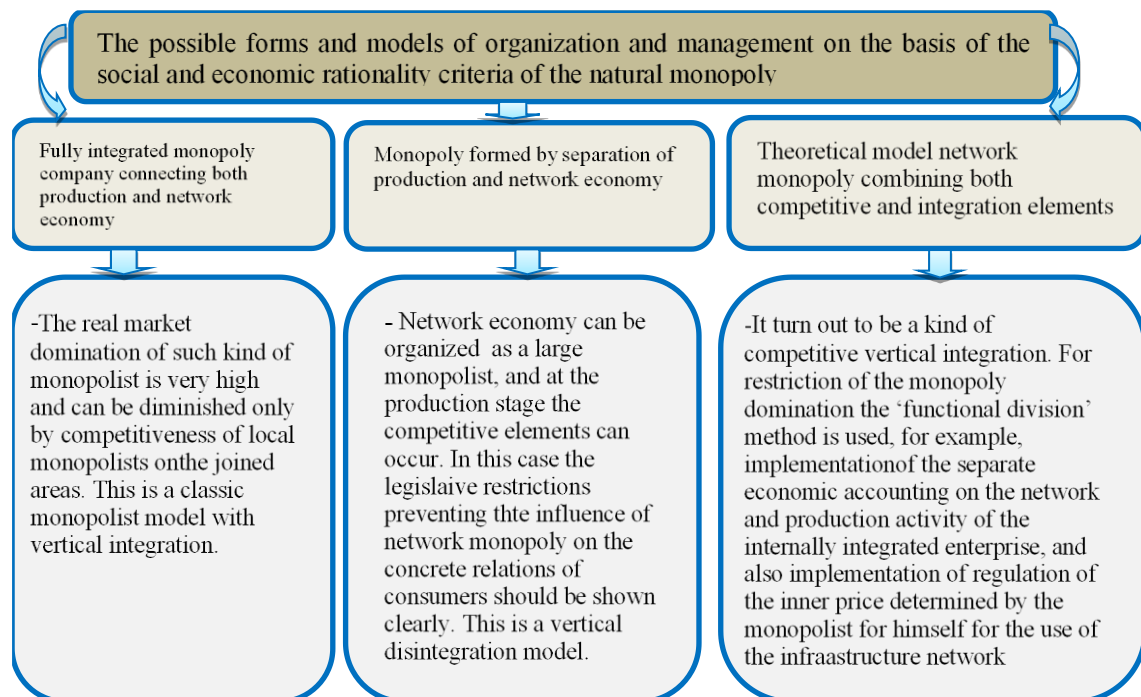 The possible forms and models of organization and management on the basis of the
social and economic rationality criteria of the natural monopoly
Fully integrated monopoly
company connecting both
production and network
economy
Monopoly formed by separation of
production and network economy
Theoretical model network
monopoly combining both
competitive and integration elements
-The real market
domination of such kind of
monopolist is very high
and can be diminished only
by competitiveness of local
monopolists onthe joined
areas. This is a classic
monopolist model with
vertical integration.
- Network economy can be
organized as a large
monopolist, and at the
production stage the
competitive elements can
occur. In this case the
legislaive restrictions
preventing thte influence of
network monopoly on the
concrete relations of
consumers should be shown
clearly. This is a vertical
disintegration model.
-It turn out to be a kind of
competitive vertical integration. For
restriction of the monopoly
domination the ‘functional division’
method is used, for example,
implementationof the separate
economic accounting on the network
and production activity of the
internally integrated enterprise, and
also implementation of regulation of
the inner price determined by the
monopolist for himself for the use of
the infraastructure network